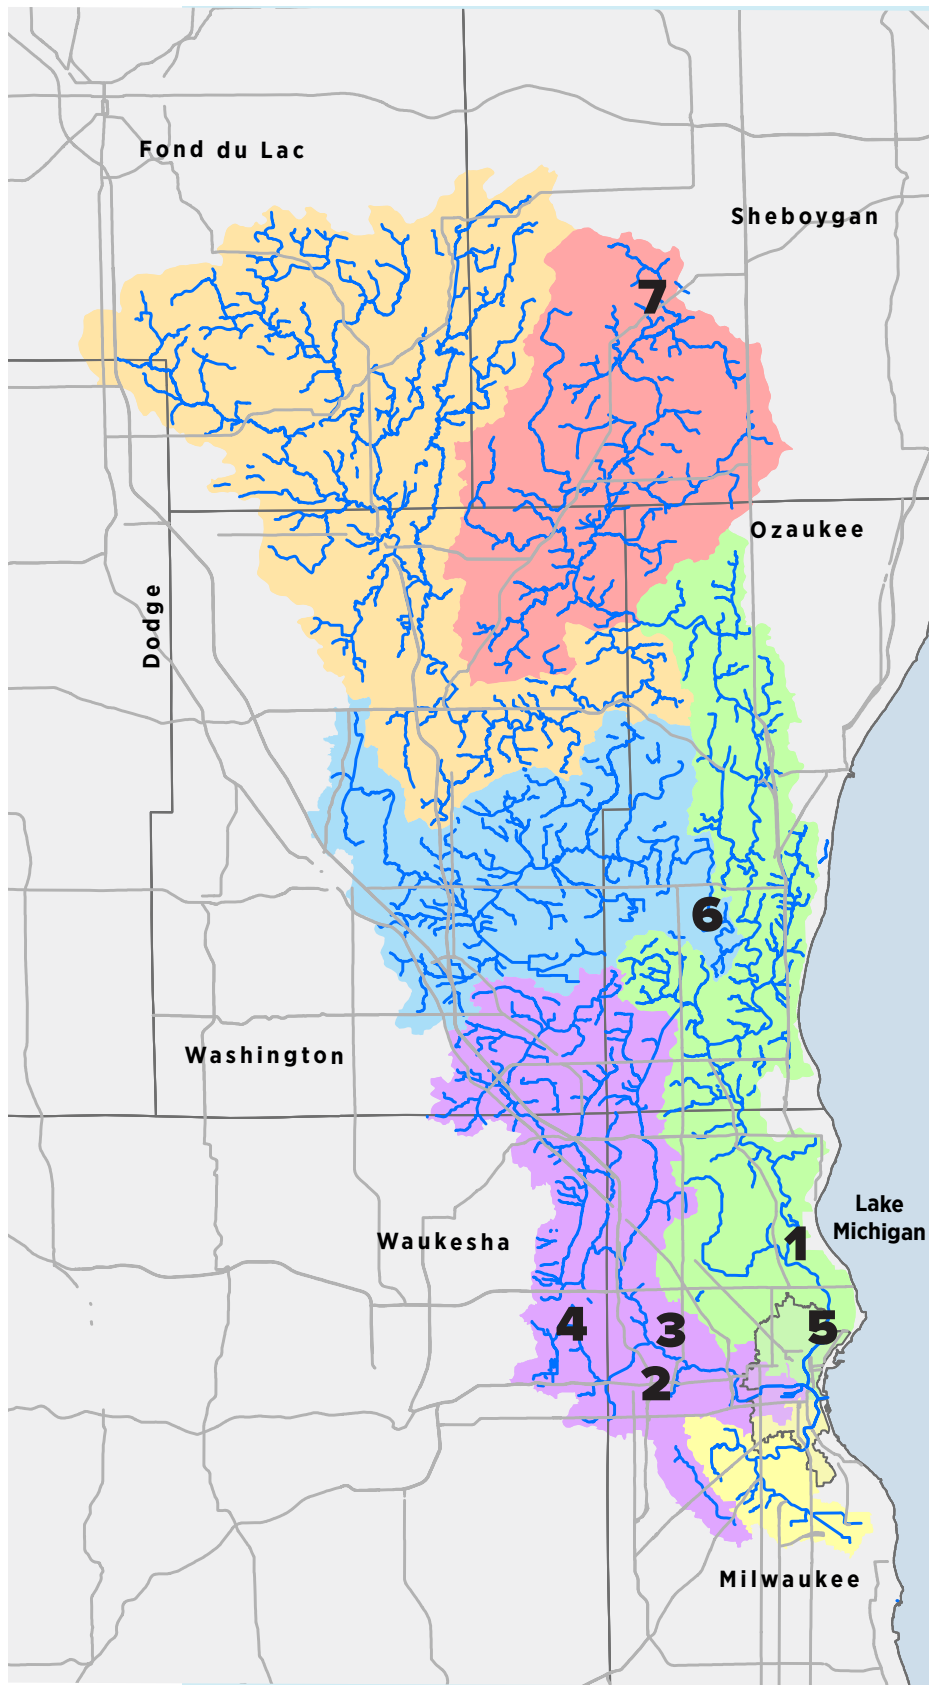 Fond du Lac
Sheboygan
7
Ozaukee
Dodge
6
Washington
Lake
Michigan
Waukesha
1
4
3
5
2
Milwaukee